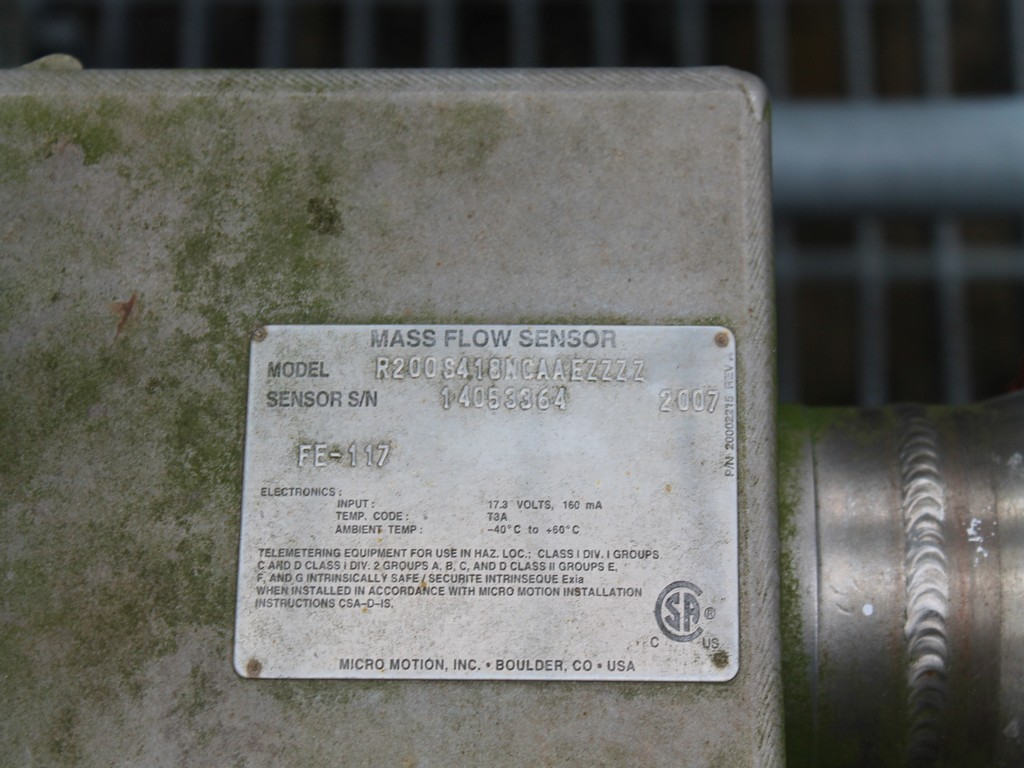 MASS FLOW SENSOR
MODEL R200S418NCAAEZZZZ
SENSOR S/N 14053364 2007
P/N 20002215 REV A
FE-117
ELECTRONICS:
INPUT: 17.3 VOLTS, 160 mA
TEMP. CODE: T3A
AMBIENT TEMP: -40°C to +60°C
TELEMETERING EQUIPMENT FOR USE IN HAZ. LOC.; CLASS I DIV. I GROUPS
C AND D CLASS I DIV. 2 GROUPS A, B, C, AND D CLASS II GROUPS E,
F, AND G INTRINSICALLY SAFE / SECURITE INTRINSEQUE Exia
WHEN INSTALLED IN ACCORDANCE WITH MICRO MOTION INSTALLATION
INSTRUCTIONS CSA-D-IS.
SA ®
C US
MICRO MOTION, INC. • BOULDER, CO • USA